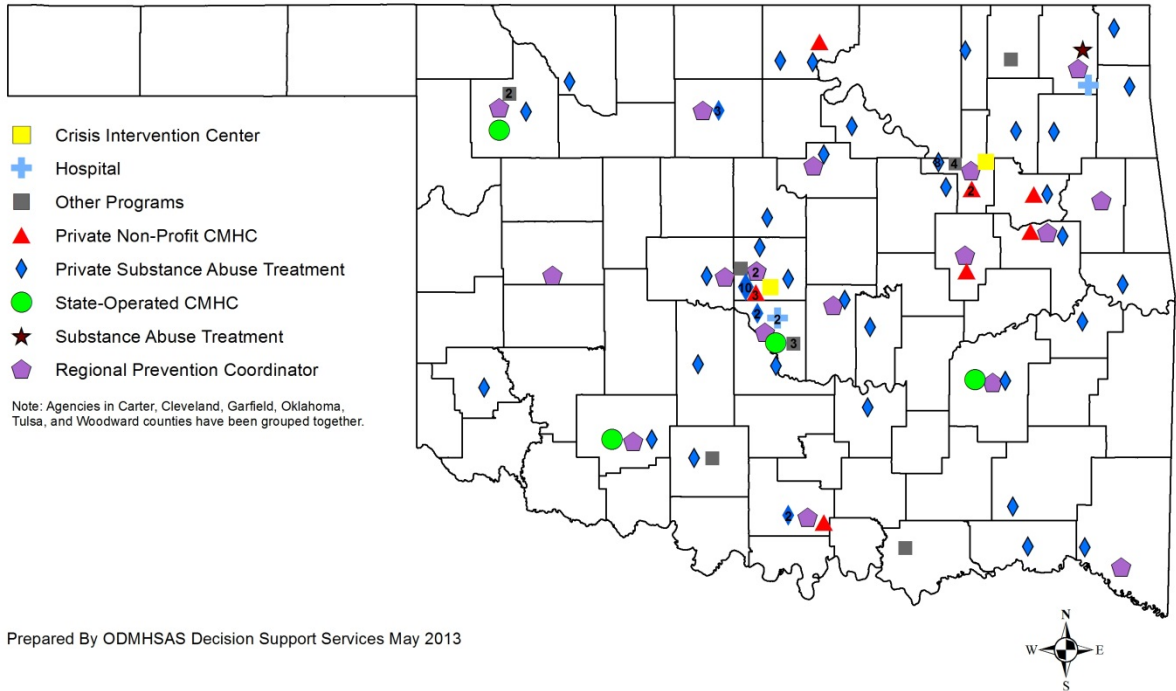 2
3
Crisis Intervention Center
Hospital
8
4
Other Programs
2
Private Non-Profit CMHC
Private Substance Abuse Treatment
2
10
3
State-Operated CMHC
2
2
3
Substance Abuse Treatment
Regional Prevention Coordinator
Note: Agencies in Carter, Cleveland, Garfield, Oklahoma,
Tulsa, and Woodward counties have been grouped together.
2
Prepared By ODMHSAS Decision Support Services May 2013
N
W E
S